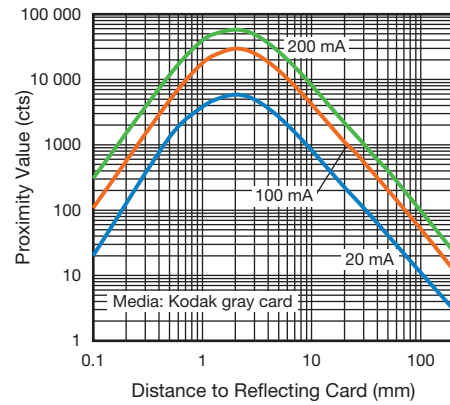 100 000
10 000
1000
100
10
1
Proximity Value (cts)
200 mA
100 mA
20 mA
Media: Kodak gray card
0.1 1 10 100
Distance to Reflecting Card (mm)